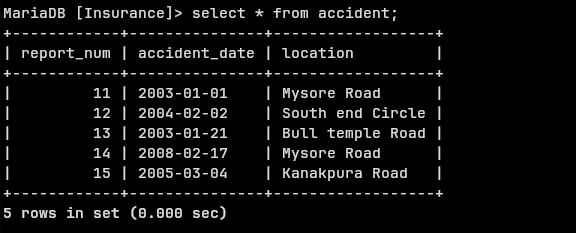 MariaDB [Insurance]> select * from accident;
+------------+---------------+------------------+
| report_num | accident_date | location         |
+------------+---------------+------------------+
|         11 | 2003-01-01    | Mysore Road      |
|         12 | 2004-02-02    | South end Circle |
|         13 | 2003-01-21    | Bull temple Road |
|         14 | 2008-02-17    | Mysore Road      |
|         15 | 2005-03-04    | Kanakpura Road   |
+------------+---------------+------------------+
5 rows in set (0.000 sec)